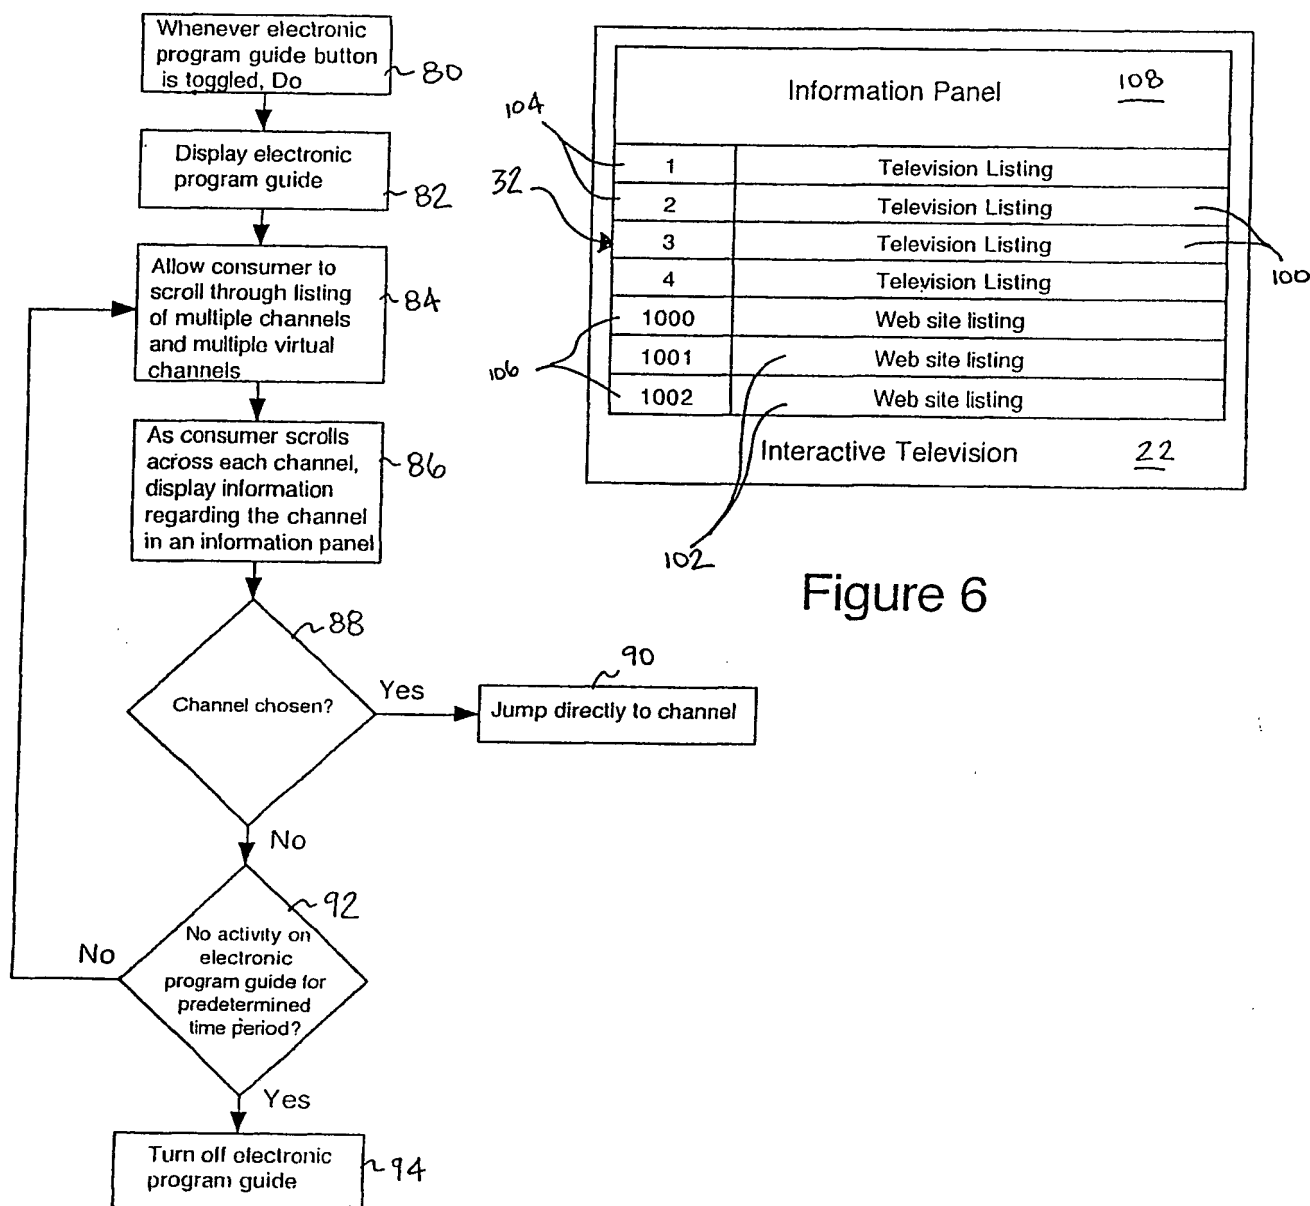 Whenever electronic
program guide button
is toggled, Do
80
Display electronic
program guide
82
Allow consumer to
scroll through listing
of multiple channels
and multiple virtual
channels
84
As consumer scrolls
across each channel,
display information
regarding the channel
in an information panel
86
88
Channel chosen?
Yes
90
Jump directly to channel
No
92
No activity on
electronic
program guide for
predetermined
time period?
No
Yes
Turn off electronic
program guide
94
Information Panel 108
104
1 Television Listing
32
2 Television Listing
3 Television Listing
100
4 Television Listing
1000 Web site listing
106
1001 Web site listing
1002 Web site listing
Interactive Television 22
102
Figure 6